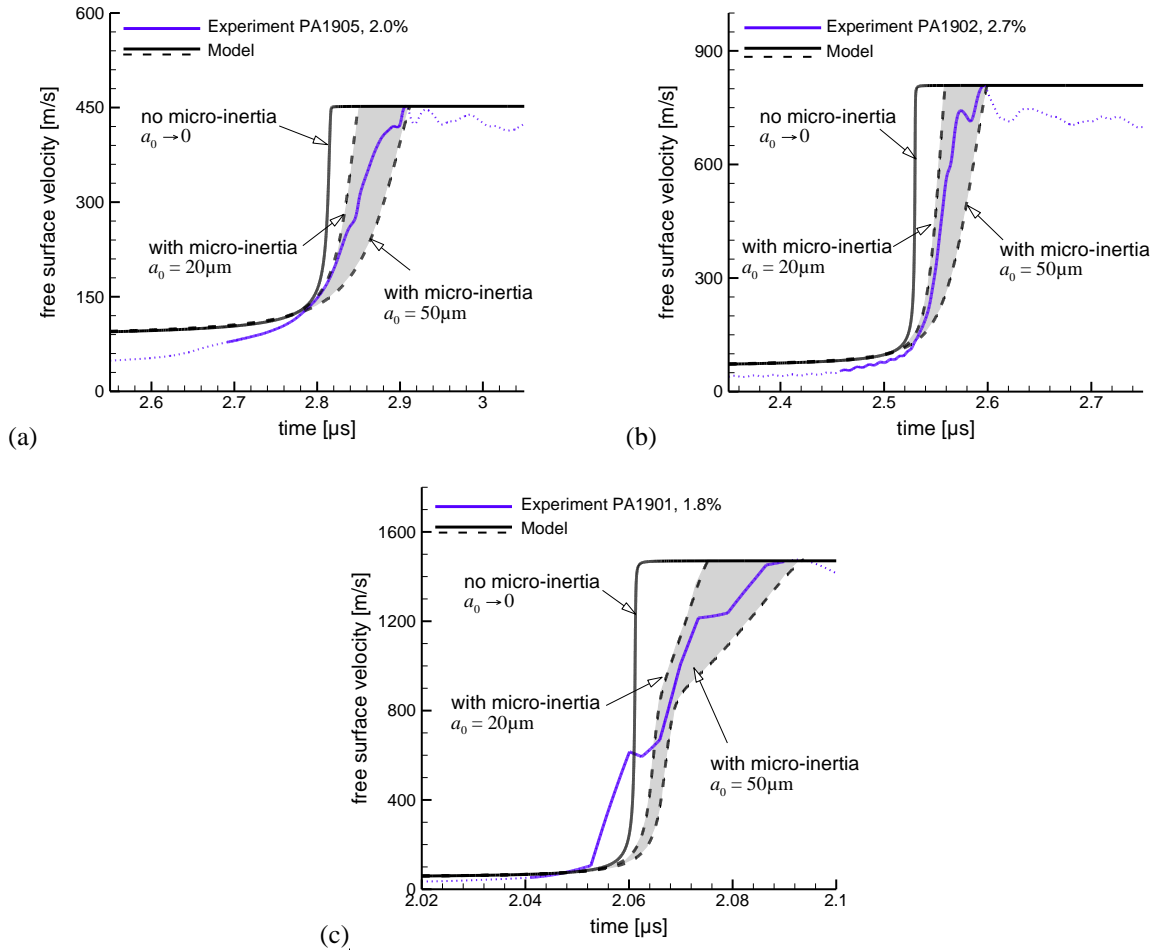 Experiment PA1905, 2.0%
Model
no micro-inertia
a₀ →0
with micro-inertia
a₀ = 20µm
with micro-inertia
a₀ = 50µm
free surface velocity [m/s]
600
450
300
150
0
2.6 2.7 2.8 2.9 3
time [µs]
(a)
Experiment PA1902, 2.7%
Model
no micro-inertia
a₀ →0
with micro-inertia
a₀ = 20µm
with micro-inertia
a₀ = 50µm
free surface velocity [m/s]
900
600
300
0
2.4 2.5 2.6 2.7
time [µs]
(b)
Experiment PA1901, 1.8%
Model
no micro-inertia
a₀ →0
with micro-inertia
a₀ = 20µm
with micro-inertia
a₀ = 50µm
free surface velocity [m/s]
1600
1200
800
400
0
2.02 2.04 2.06 2.08 2.1
time [µs]
(c)